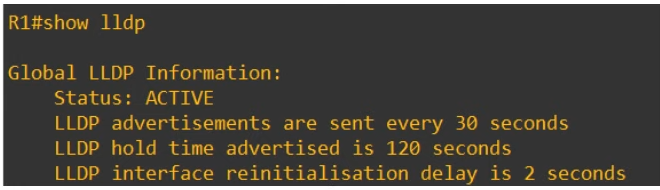 R1#show lldp
Global LLDP Information:
Status: ACTIVE
LLDP advertisements are sent every 30 seconds
LLDP hold time advertised is 120 seconds
LLDP interface reinitialisation delay is 2 seconds